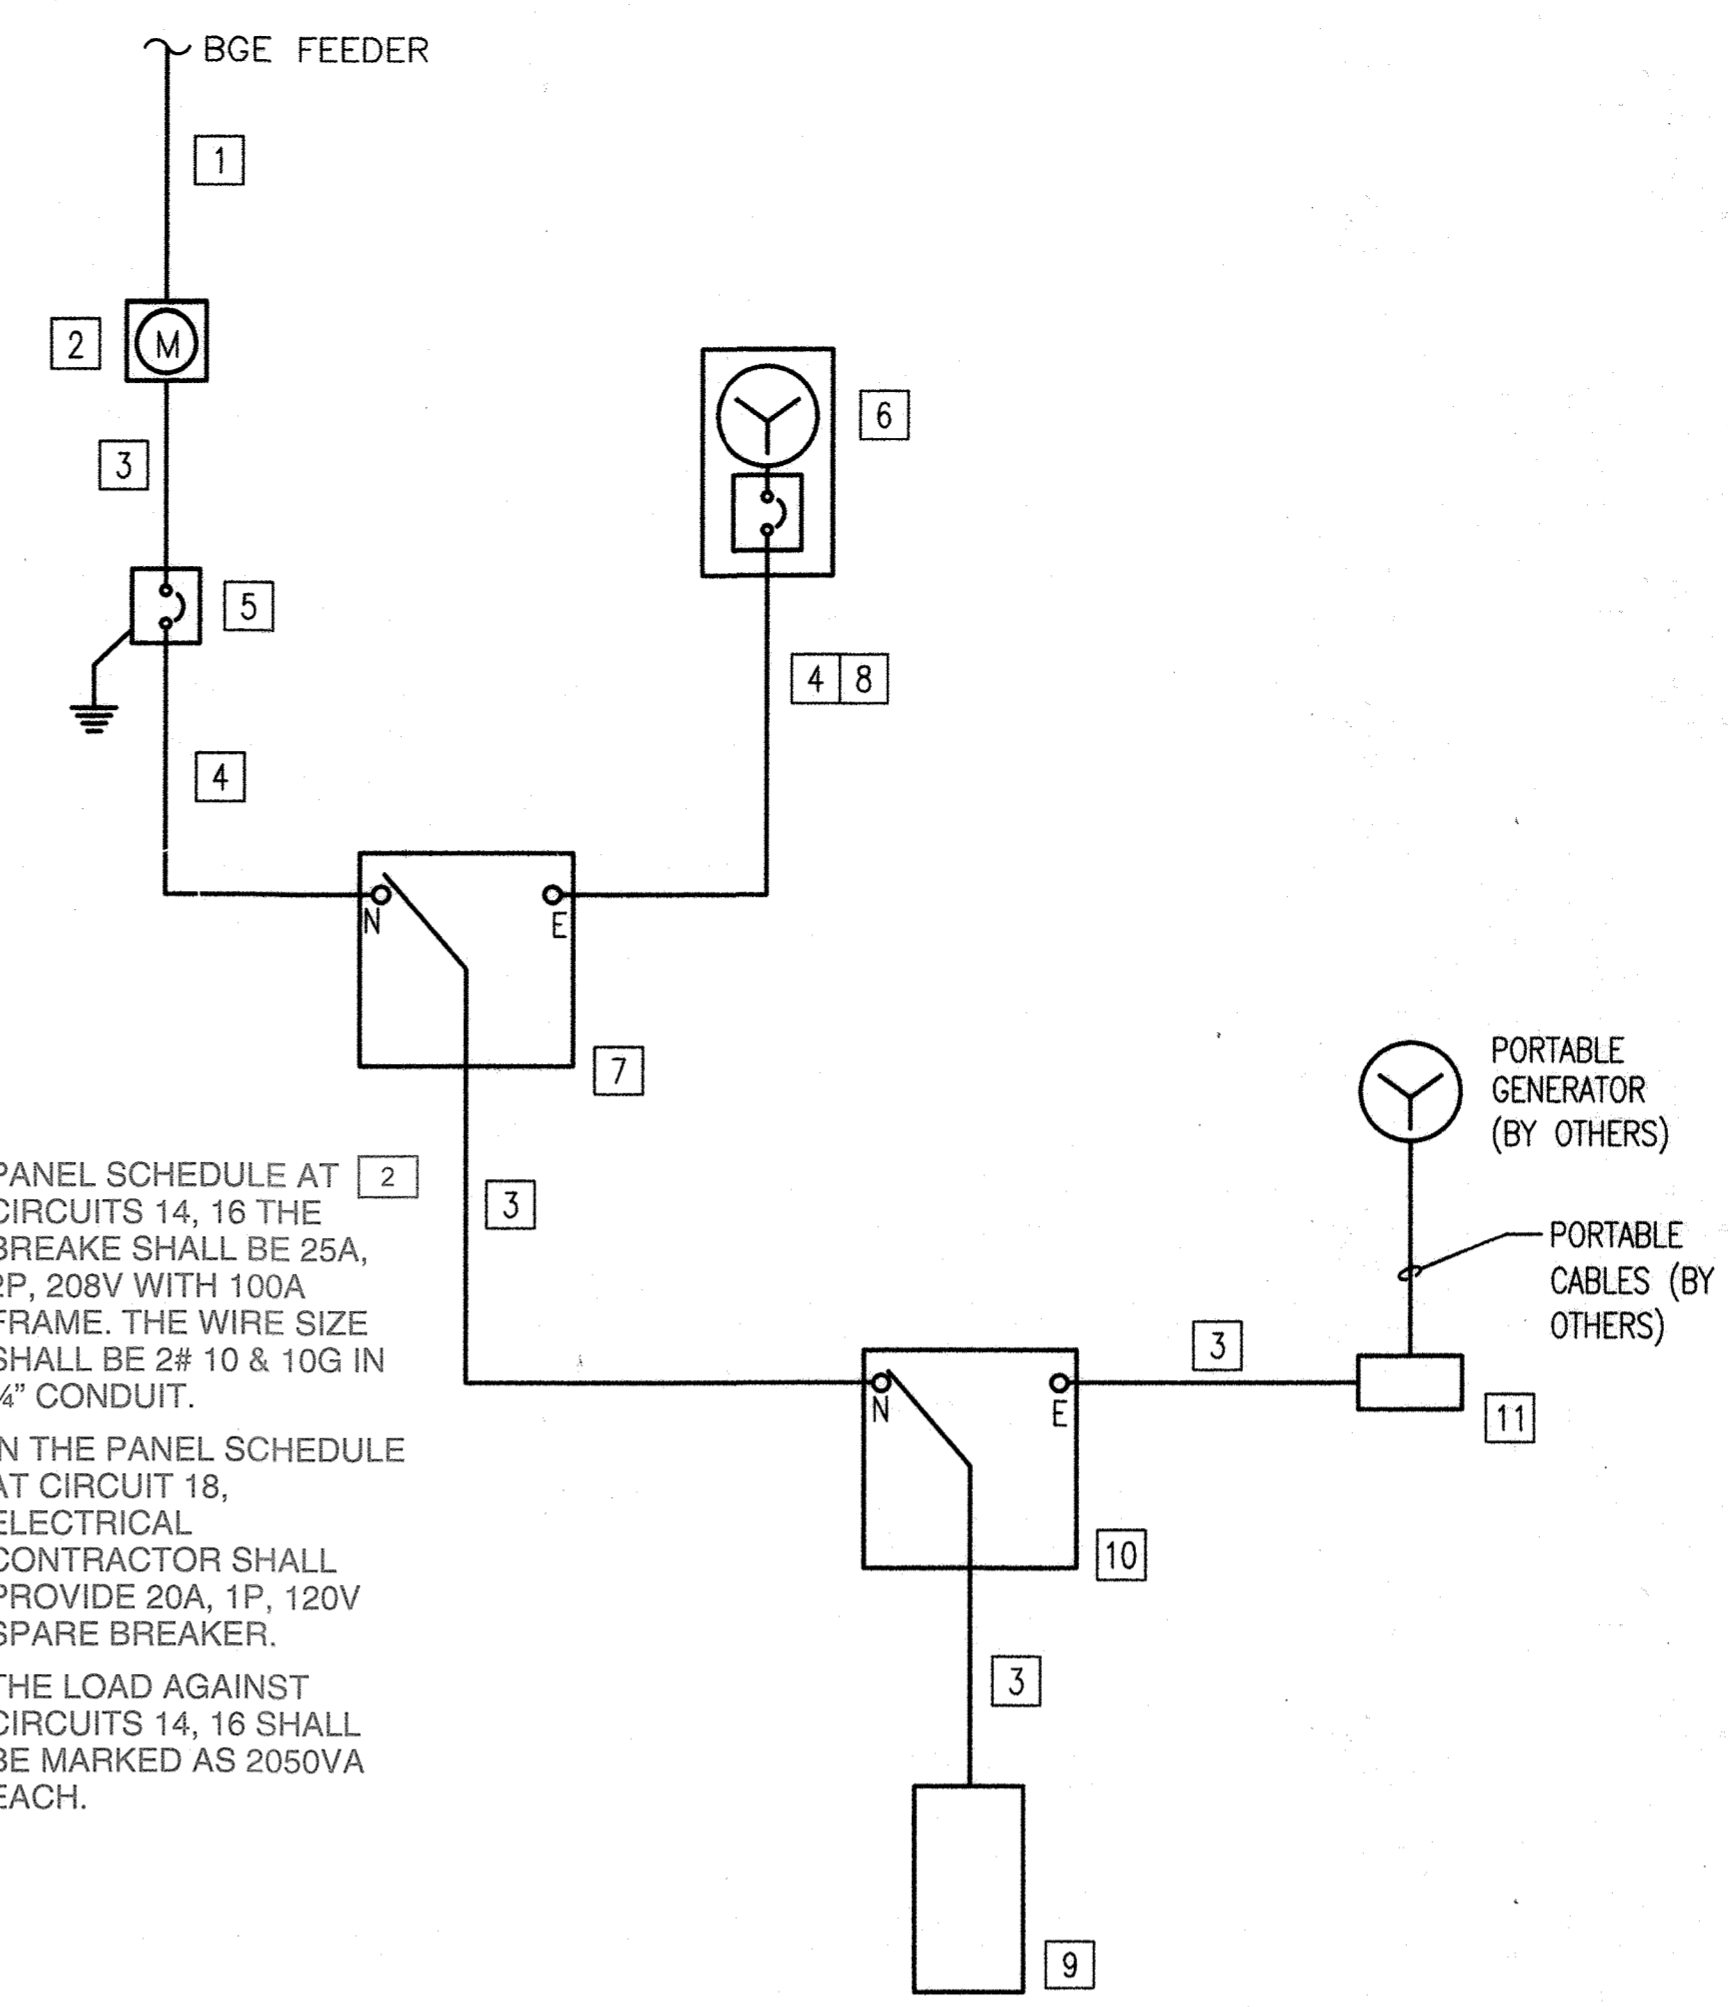 BGE FEEDER
1
2
M
3
6
5
4 8
4
N
E
7
PORTABLE
GENERATOR
(BY OTHERS)
PANEL SCHEDULE AT
2
CIRCUITS 14, 16 THE
BREAKE SHALL BE 25A,
2P, 208V WITH 100A
FRAME. THE WIRE SIZE
SHALL BE 2# 10 & 10G IN
¾” CONDUIT.
IN THE PANEL SCHEDULE
AT CIRCUIT 18,
ELECTRICAL
CONTRACTOR SHALL
PROVIDE 20A, 1P, 120V
SPARE BREAKER.
THE LOAD AGAINST
CIRCUITS 14, 16 SHALL
BE MARKED AS 2050VA
EACH.
3
PORTABLE
CABLES (BY
OTHERS)
3
N
E
11
10
3
9